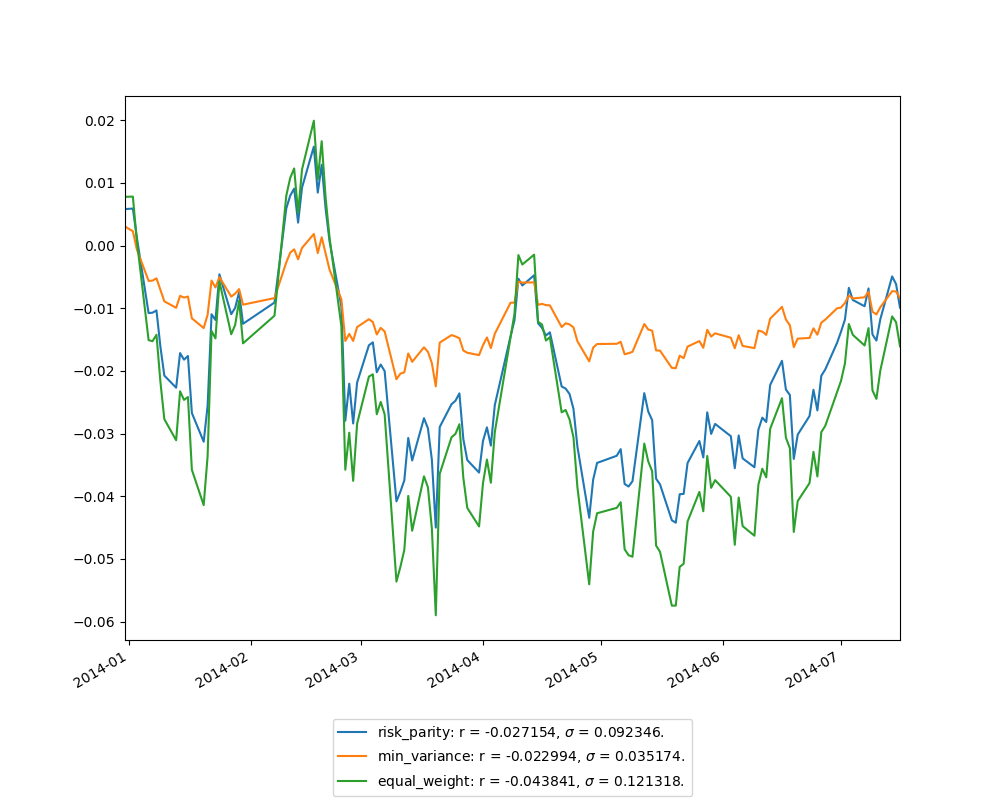 0.02
0.01
0.00
−0.01
−0.02
−0.03
−0.04
−0.05
−0.06
2014-01 2014-02 2014-03 2014-04 2014-05 2014-06 2014-07
risk_parity: r = -0.027154, σ = 0.092346.
min_variance: r = -0.022994, σ = 0.035174.
equal_weight: r = -0.043841, σ = 0.121318.